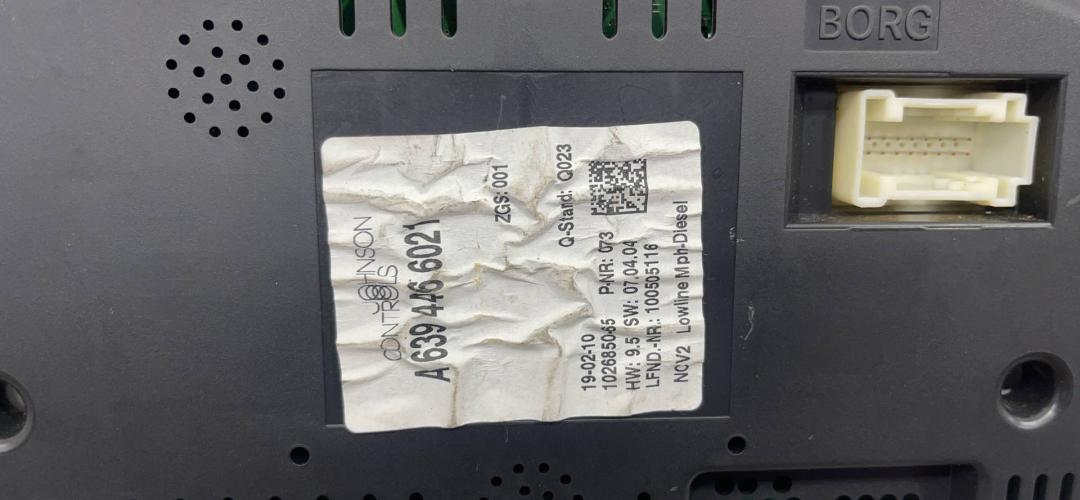 BORG
JOHNSON
CONTROLS
A 639 446 6021
ZGS: 001
Q-Stand: Q023
19-02-10
102685065 P-NR: 073
HW: 9.5 SW: 07.04.04
LFND.-NR.: 100505116
NCV2 Lowline Mph-Diesel